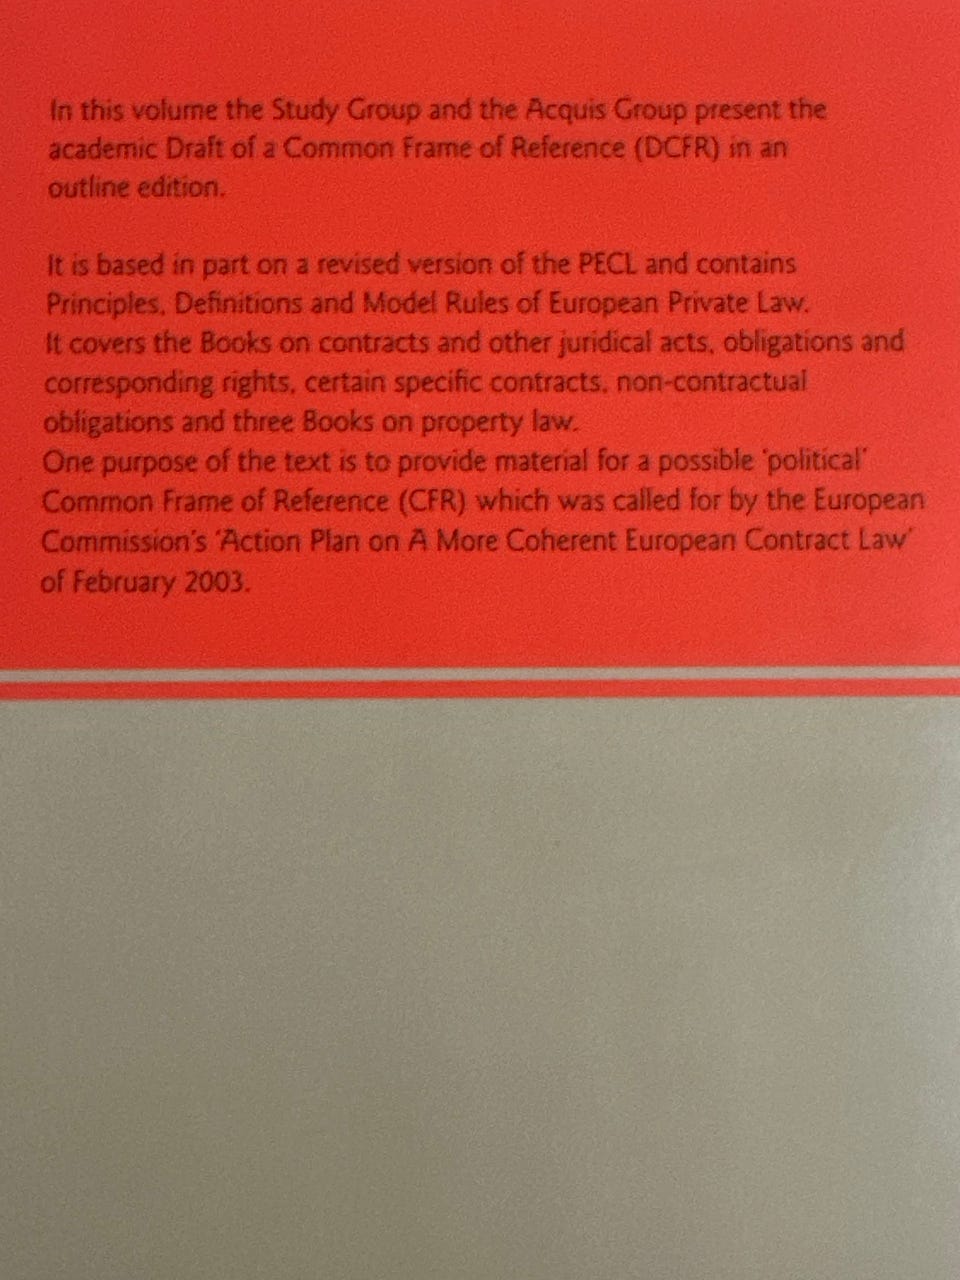 In this volume the Study Group and the Acquis Group present the
academic Draft of a Common Frame of Reference (DCFR) in an
outline edition.
It is based in part on a revised version of the PECL and contains
Principles, Definitions and Model Rules of European Private Law.
It covers the Books on contracts and other juridical acts, obligations and
corresponding rights, certain specific contracts, non-contractual
obligations and three Books on property law.
One purpose of the text is to provide material for a possible ‘political’
Common Frame of Reference (CFR) which was called for by the European
Commission’s ‘Action Plan on A More Coherent European Contract Law’
of February 2003.